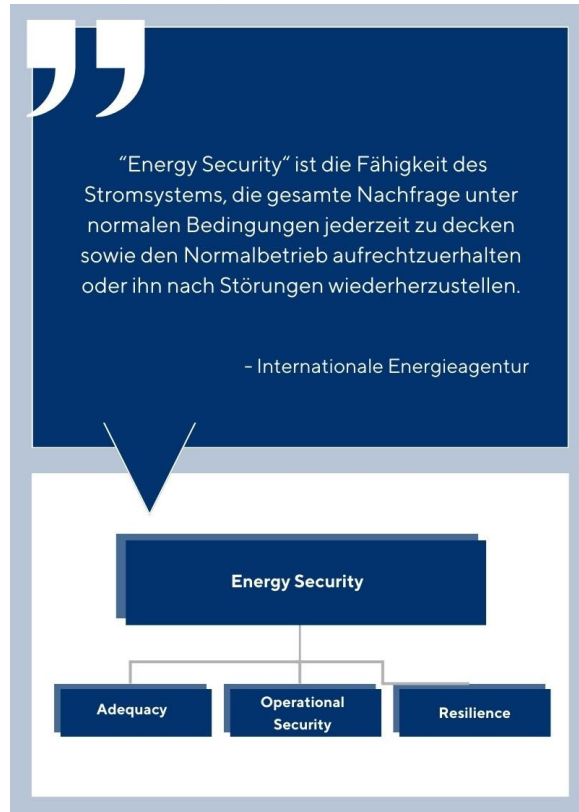 “Energy Security“ ist die Fähigkeit des
Stromsystems, die gesamte Nachfrage unter
normalen Bedingungen jederzeit zu decken
sowie den Normalbetrieb aufrechtzuerhalten
oder ihn nach Störungen wiederherzustellen.
– Internationale Energieagentur
Energy Security
Adequacy
Operational
Security
Resilience